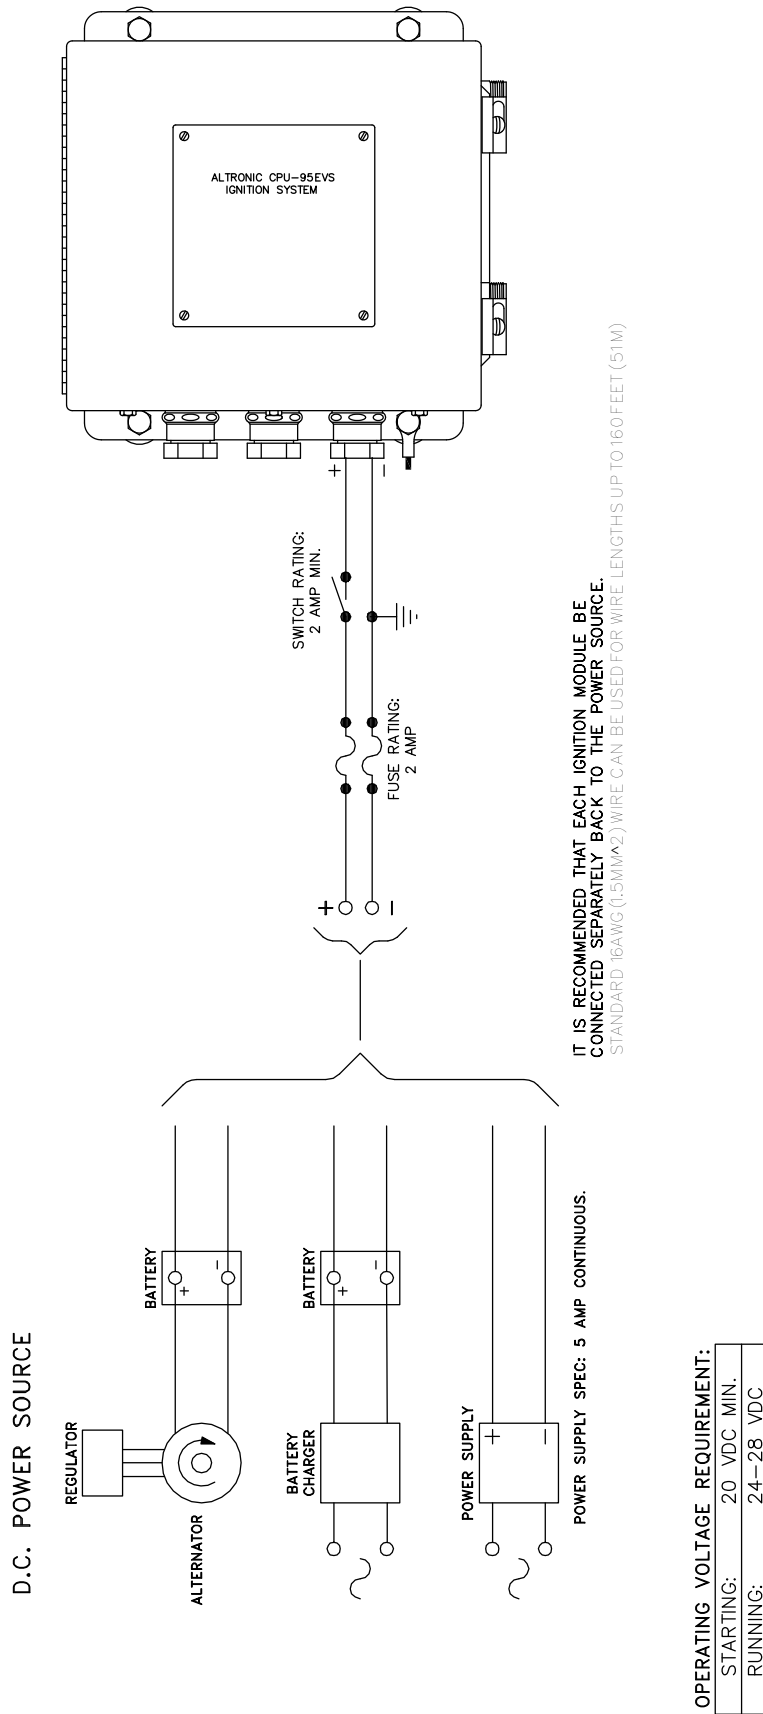 D.C. POWER SOURCE
REGULATOR
ALTERNATOR
BATTERY
+
−
BATTERY
CHARGER
BATTERY
+
−
POWER SUPPLY
+
−
POWER SUPPLY SPEC: 5 AMP CONTINUOUS.
+
−
FUSE RATING:
2 AMP
SWITCH RATING:
2 AMP MIN.
+
−
ALTRONIC CPU-95EVS
IGNITION SYSTEM
IT IS RECOMMENDED THAT EACH IGNITION MODULE BE
CONNECTED SEPARATELY BACK TO THE POWER SOURCE.
STANDARD 16AWG (1.5MM^2) WIRE CAN BE USED FOR WIRE LENGTHS UP TO 160 FEET (51M)
OPERATING VOLTAGE REQUIREMENT:
STARTING: 20 VDC MIN.
RUNNING: 24-28 VDC